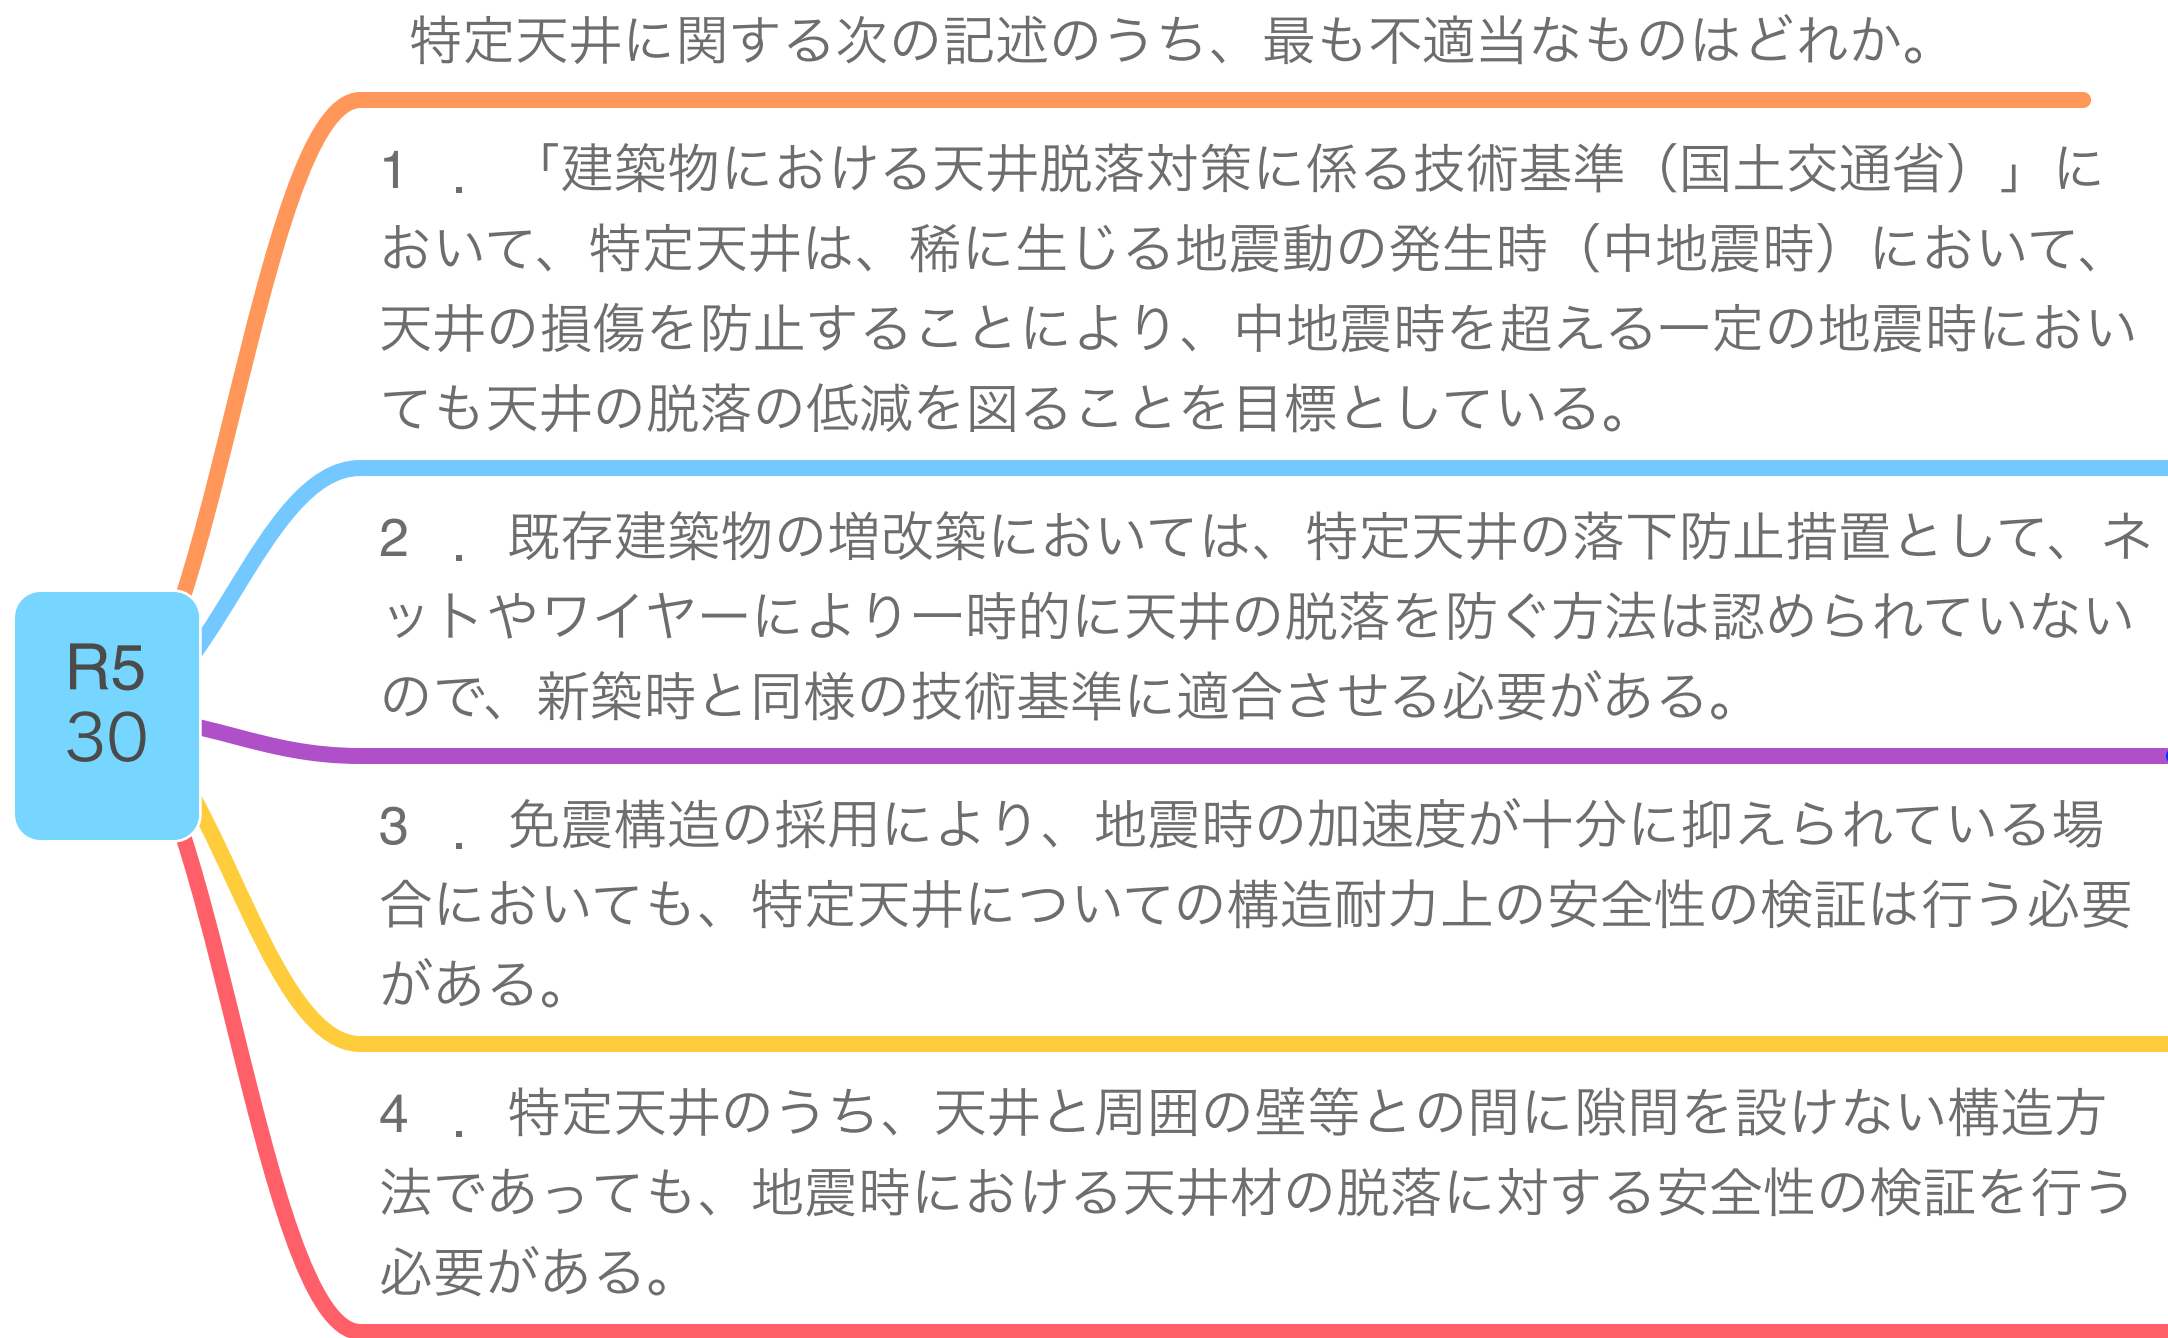 特定天井に関する次の記述のうち、最も不適当なものはどれか。
1．「建築物における天井脱落対策に係る技術基準（国土交通省）」に
おいて、特定天井は、稀に生じる地震動の発生時（中地震時）において、
天井の損傷を防止することにより、中地震時を超える一定の地震時におい
ても天井の脱落の低減を図ることを目標としている。
2．既存建築物の増改築においては、特定天井の落下防止措置として、ネ
ットやワイヤーにより一時的に天井の脱落を防ぐ方法は認められていない
ので、新築時と同様の技術基準に適合させる必要がある。
R5
30
3．免震構造の採用により、地震時の加速度が十分に抑えられている場
合においても、特定天井についての構造耐力上の安全性の検証は行う必要
がある。
4．特定天井のうち、天井と周囲の壁等との間に隙間を設けない構造方
法であっても、地震時における天井材の脱落に対する安全性の検証を行う
必要がある。